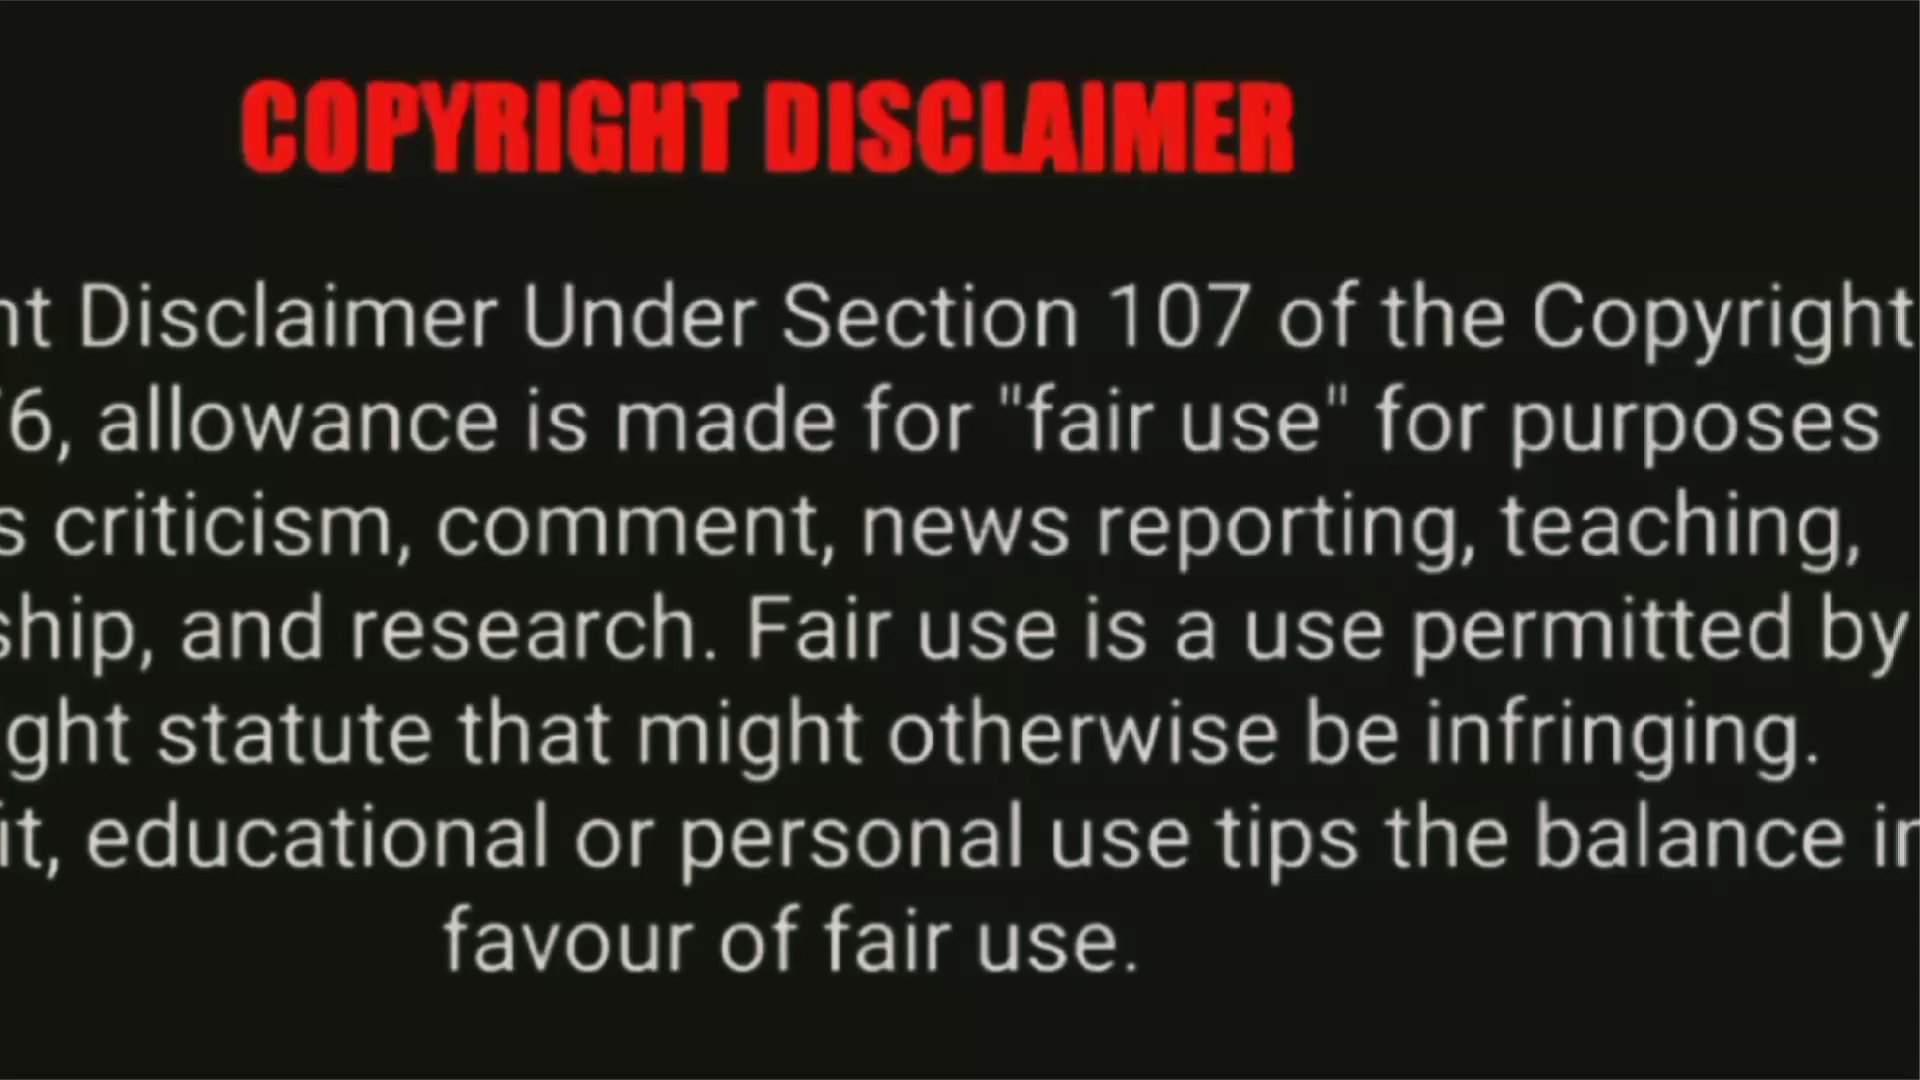 COPYRIGHT DISCLAIMER
nt Disclaimer Under Section 107 of the Copyright
6, allowance is made for "fair use" for purposes
s criticism, comment, news reporting, teaching,
ship, and research. Fair use is a use permitted by
ght statute that might otherwise be infringing.
it, educational or personal use tips the balance in
favour of fair use.